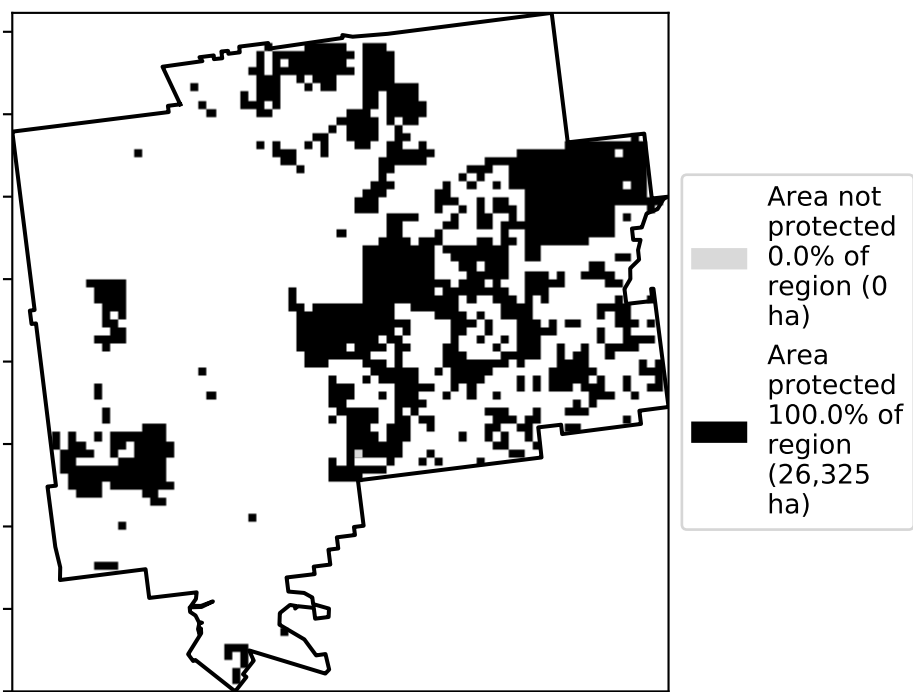 Area not
protected
0.0% of
region (0
ha)
Area
protected
100.0% of
region
(26,325
ha)